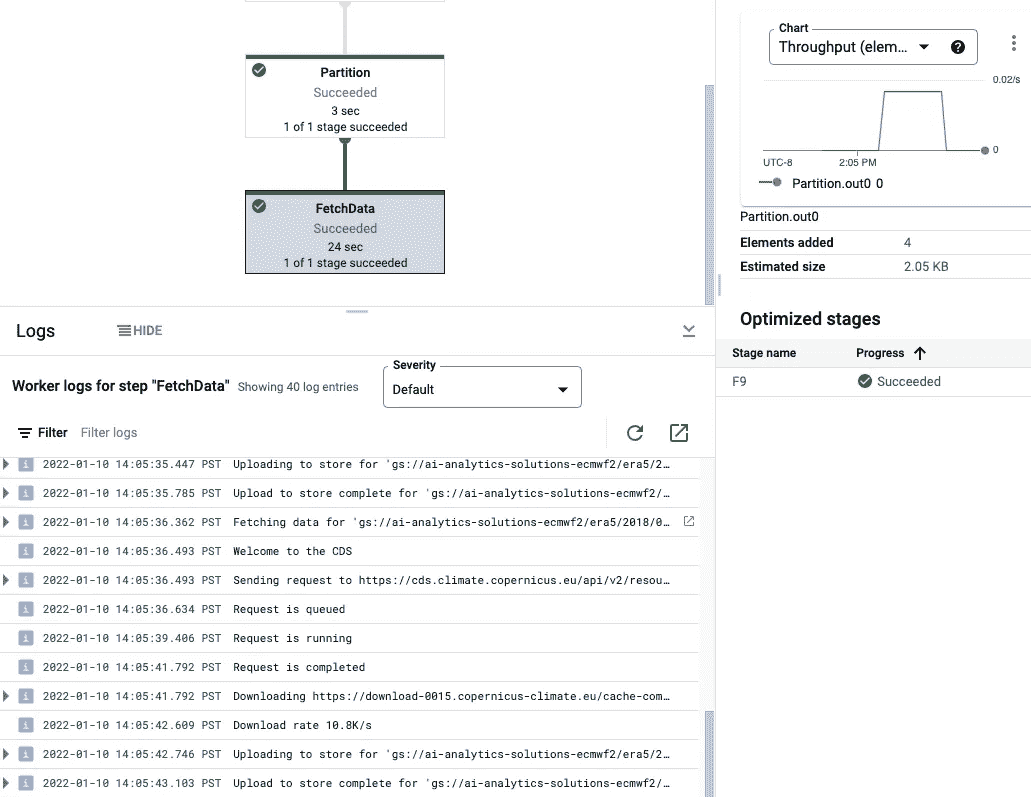 Partition
Succeeded
3 sec
1 of 1 stage succeeded
FetchData
Succeeded
24 sec
1 of 1 stage succeeded
Chart
Throughput (elem...
0.02/s
0
UTC-8
2:05 PM
Partition.out0 0
Partition.out0
Elements added 4
Estimated size 2.05 KB
Optimized stages
Stage name Progress
F9 Succeeded
Logs HIDE
Worker logs for step "FetchData" Showing 40 log entries
Severity
Default
Filter Filter logs
2022-01-10 14:05:35.447 PST Uploading to store for 'gs://ai-analytics-solutions-ecmwf2/era5/2…
2022-01-10 14:05:35.785 PST Upload to store complete for 'gs://ai-analytics-solutions-ecmwf2/…
2022-01-10 14:05:36.362 PST Fetching data for 'gs://ai-analytics-solutions-ecmwf2/era5/2018/0…
2022-01-10 14:05:36.493 PST Welcome to the CDS
2022-01-10 14:05:36.493 PST Sending request to https://cds.climate.copernicus.eu/api/v2/resou…
2022-01-10 14:05:36.634 PST Request is queued
2022-01-10 14:05:39.406 PST Request is running
2022-01-10 14:05:41.792 PST Request is completed
2022-01-10 14:05:41.792 PST Downloading https://download-0015.copernicus-climate.eu/cache-com…
2022-01-10 14:05:42.609 PST Download rate 10.8K/s
2022-01-10 14:05:42.746 PST Uploading to store for 'gs://ai-analytics-solutions-ecmwf2/era5/2…
2022-01-10 14:05:43.103 PST Upload to store complete for 'gs://ai-analytics-solutions-ecmwf2/…